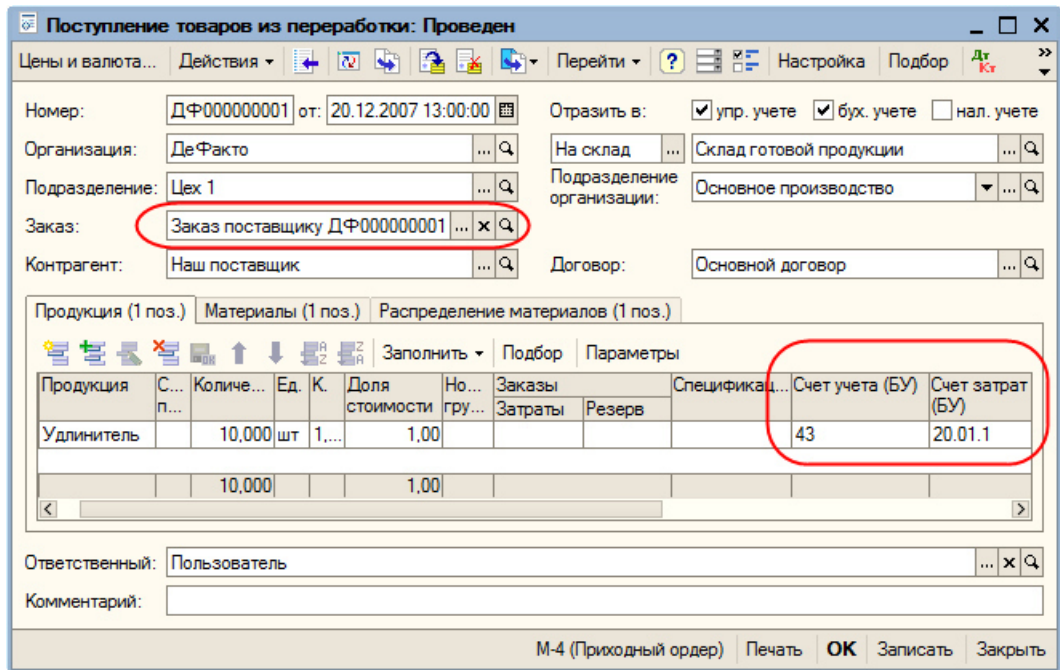 Поступление товаров из переработки: Проведен
Цены и валюта... Действия Перейти Настройка Подбор Дт Кт
Номер: ДФ000000001 от: 20.12.2007 13:00:00 Отразить в: упр. учете бух. учете нал. учете
Организация: ДеФакто ... На склад ... Склад готовой продукции ...
Подразделение: Цех 1 ... Подразделение организации: Основное производство ...
Заказ: Заказ поставщику ДФ000000001 ... x
Контрагент: Наш поставщик ... Договор: Основной договор ...
Продукция (1 поз.) Материалы (1 поз.) Распределение материалов (1 поз.)
Заполнить Подбор Параметры
Продукция С... Количе... Ед. К. Доля Но... Заказы Спецификац... Счет учета (БУ) Счет затрат
п... стоимости гру... Затраты Резерв (БУ)
Удлинитель 10,000 шт 1,... 1,00 43 20.01.1
10,000 1,00
Ответственный: Пользователь ... x
Комментарий:
М-4 (Приходный ордер) Печать OK Записать Закрыть